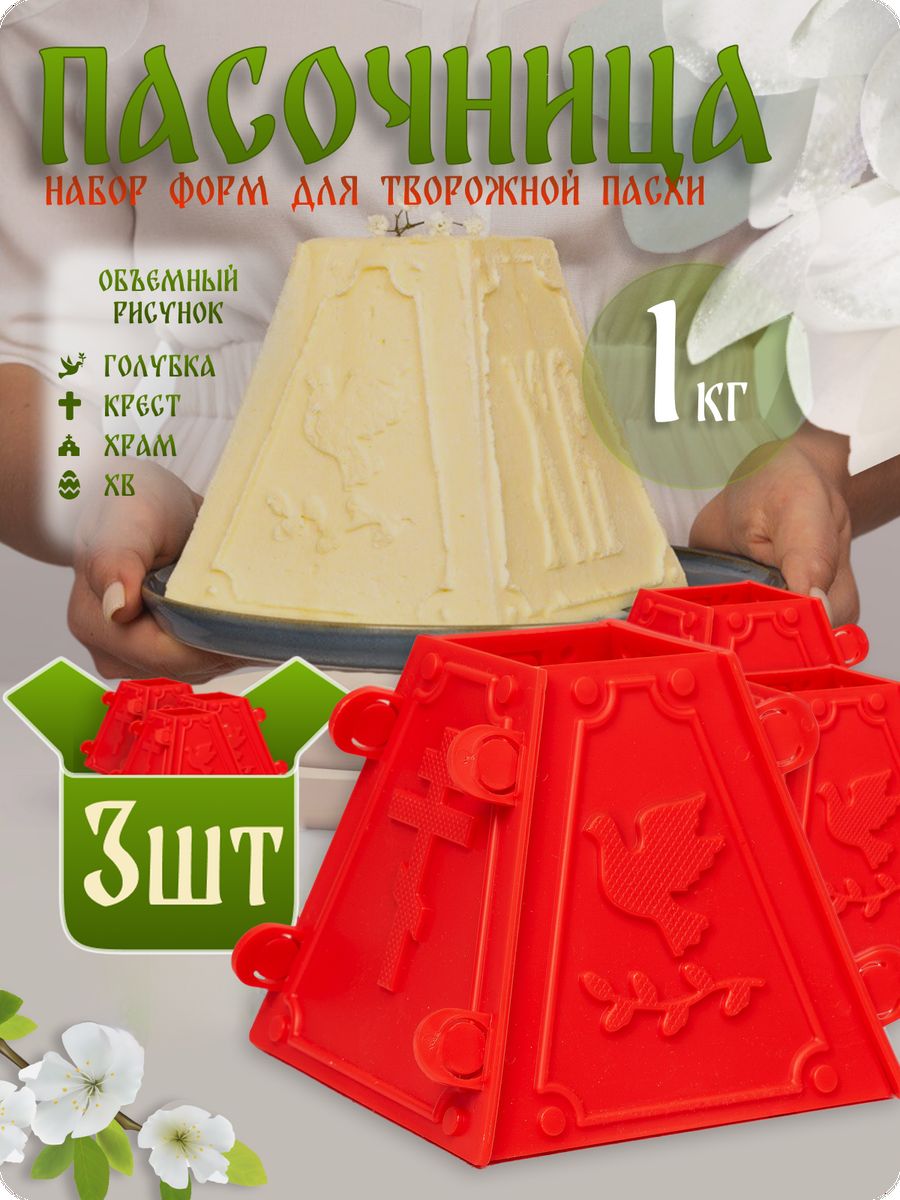 ПАСОЧНИЦА
НАБОР ФОРМ ДЛЯ ТВОРОЖНОЙ ПАСХИ
ОБЪЕМНЫЙ
РИСУНОК
ГОЛУБКА
КРЕСТ
ХРАМ
ХВ
1 КГ
3ШТ